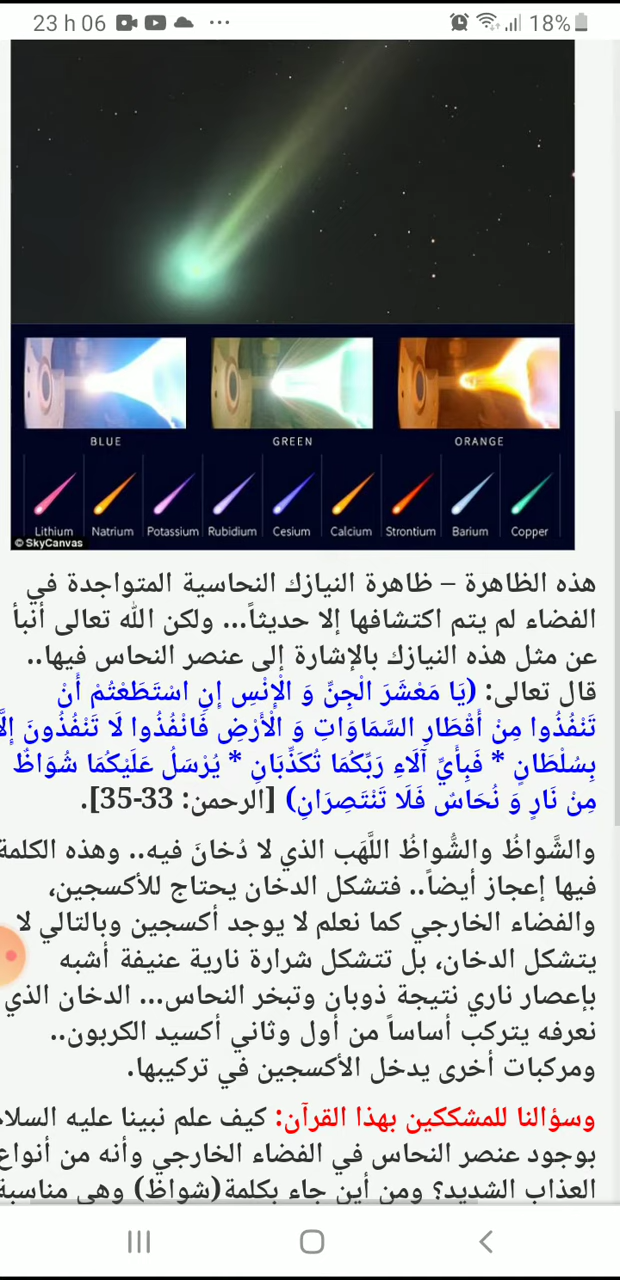 23 h 06
18%
BLUE
GREEN
ORANGE
Lithium Natrium Potassium Rubidium Cesium Calcium Strontium Barium Copper
© SkyCanvas
هذه الظاهرة – ظاهرة النيازك النحاسية المتواجدة في
الفضاء لم يتم اكتشافها إلا حديثاً... ولكن الله تعالى أنبأ
عن مثل هذه النيازك بالإشارة إلى عنصر النحاس فيها..
قال تعالى: (يَا مَعْشَرَ الْجِنِّ وَ الْإِنْسِ إِنِ اسْتَطَعْتُمْ أَنْ
تَنْفُذُوا مِنْ أَقْطَارِ السَّمَاوَاتِ وَ الْأَرْضِ فَانْفُذُوا لَا تَنْفُذُونَ إِلَّا
بِسُلْطَانٍ * فَبِأَيِّ آَلَاءِ رَبِّكُمَا تُكَذِّبَانِ * يُرْسَلُ عَلَيْكُمَا شُوَاظٌ
مِنْ نَارٍ وَ نُحَاسٌ فَلَا تَنْتَصِرَانِ) [الرحمن: 33-35].
والشَّواظُ والشُّواظُ اللَّهَب الذي لا دُخانَ فيه.. وهذه الكلمة
فيها إعجاز أيضاً.. فتشكل الدخان يحتاج للأكسجين،
والفضاء الخارجي كما نعلم لا يوجد أكسجين وبالتالي لا
يتشكل الدخان، بل تتشكل شرارة نارية عنيفة أشبه
بإعصار ناري نتيجة ذوبان وتبخر النحاس... الدخان الذي
نعرفه يتركب أساساً من أول وثاني أكسيد الكربون..
ومركبات أخرى يدخل الأكسجين في تركيبها.
وسؤالنا للمشككين بهذا القرآن: كيف علم نبينا عليه السلا
بوجود عنصر النحاس في الفضاء الخارجي وأنه من أنواع
العذاب الشديد؟ ومن أين جاء بكلمة (شواظ) وهي مناسبة